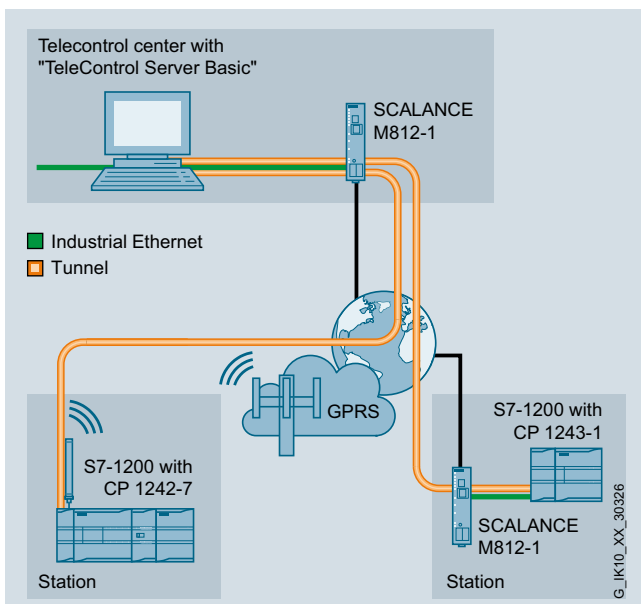 Telecontrol center with
"TeleControl Server Basic"
SCALANCE
M812-1
Industrial Ethernet
Tunnel
GPRS
S7-1200 with
CP 1242-7
Station
S7-1200 with
CP 1243-1
SCALANCE
M812-1
Station
G_IK10_XX_30326